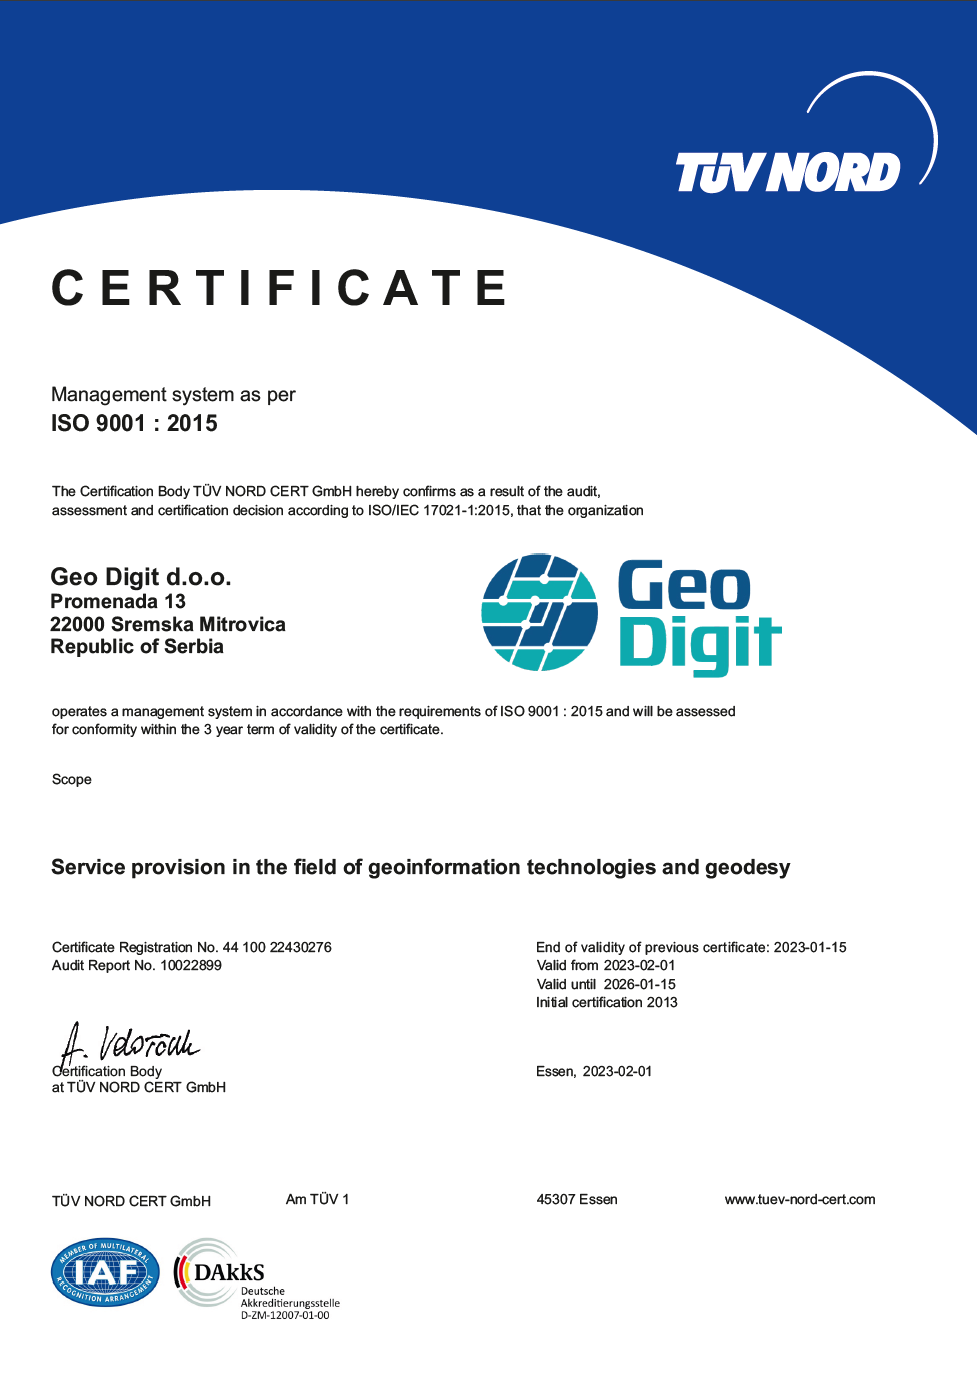 TÜV NORD
CERTIFICATE
Management system as per
ISO 9001 : 2015
The Certification Body TÜV NORD CERT GmbH hereby confirms as a result of the audit,
assessment and certification decision according to ISO/IEC 17021-1:2015, that the organization
Geo Digit d.o.o.
Promenada 13
22000 Sremska Mitrovica
Republic of Serbia
Geo
Digit
operates a management system in accordance with the requirements of ISO 9001 : 2015 and will be assessed
for conformity within the 3 year term of validity of the certificate.
Scope
Service provision in the field of geoinformation technologies and geodesy
Certificate Registration No. 44 100 22430276
Audit Report No. 10022899
End of validity of previous certificate: 2023-01-15
Valid from 2023-02-01
Valid until 2026-01-15
Initial certification 2013
Certification Body
at TÜV NORD CERT GmbH
Essen, 2023-02-01
TÜV NORD CERT GmbH Am TÜV 1 45307 Essen www.tuev-nord-cert.com
MEMBER OF MULTILATERAL
IAF
RECOGNITION ARRANGEMENT
DAkkS
Deutsche
Akkreditierungsstelle
D-ZM-12007-01-00